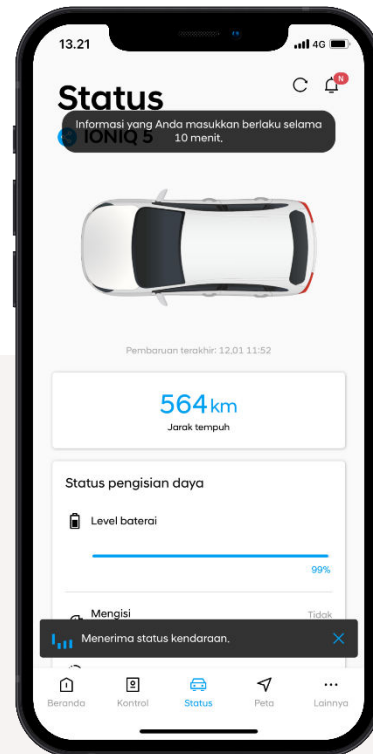 13.21
4G
Status
N
Informasi yang Anda masukkan berlaku selama
10 menit.
IONIQ 5
Pembaruan terakhir: 12.01 11:52
564 km
Jarak tempuh
Status pengisian daya
Level baterai
99%
Mengisi
Tidak
Menerima status kendaraan.
Beranda
Kontrol
Status
Peta
Lainnya